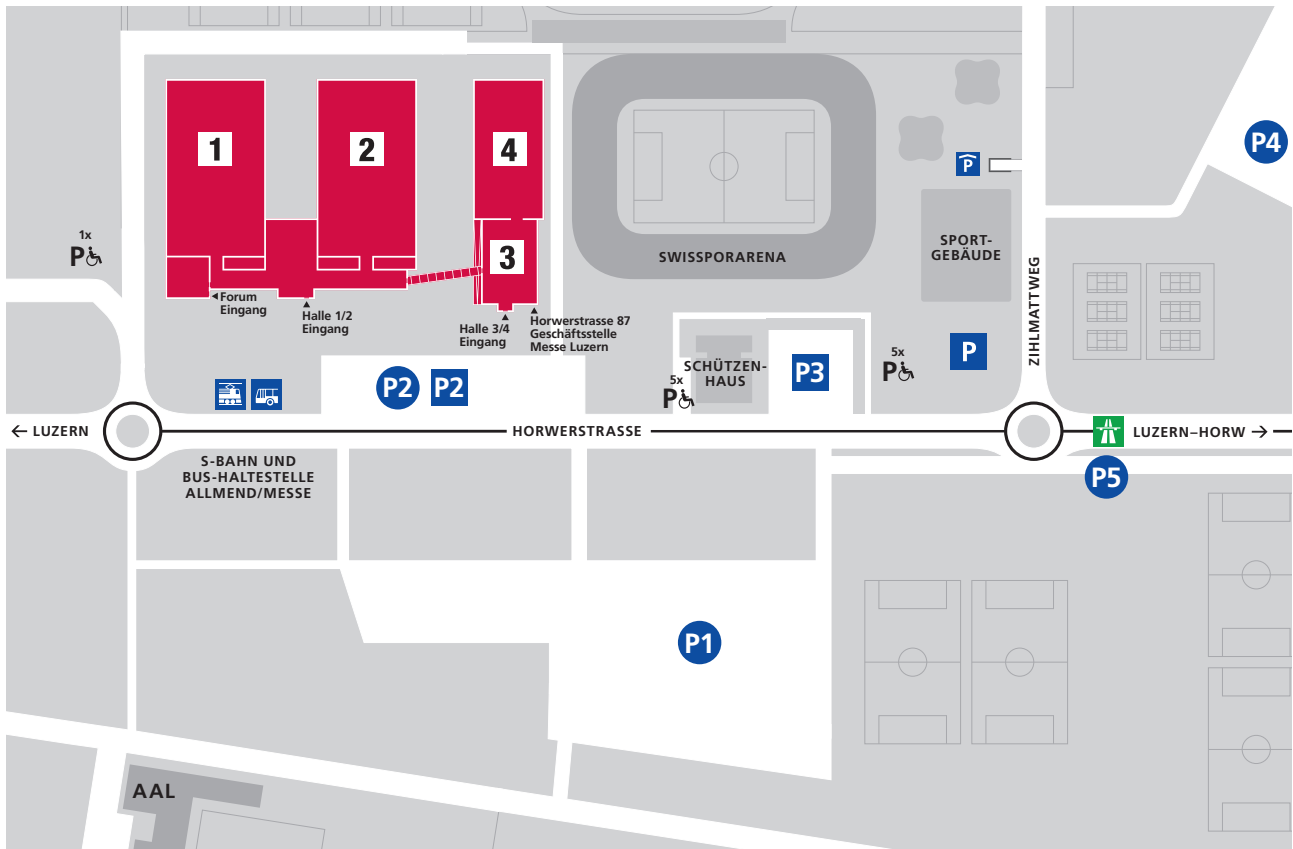 1
2
4
3
P4
P
1x
P
SWISSPORARENA
SPORT-
GEBÄUDE
ZIHLMATTWEG
Forum
Eingang
Halle 1/2
Eingang
Halle 3/4
Eingang
Horwerstrasse 87
Geschäftsstelle
Messe Luzern
P2
P2
SCHÜTZEN-
HAUS
5x
P
P3
5x
P
P
← LUZERN
HORWERSTRASSE
LUZERN–HORW →
S-BAHN UND
BUS-HALTESTELLE
ALLMEND/MESSE
P5
P1
AAL